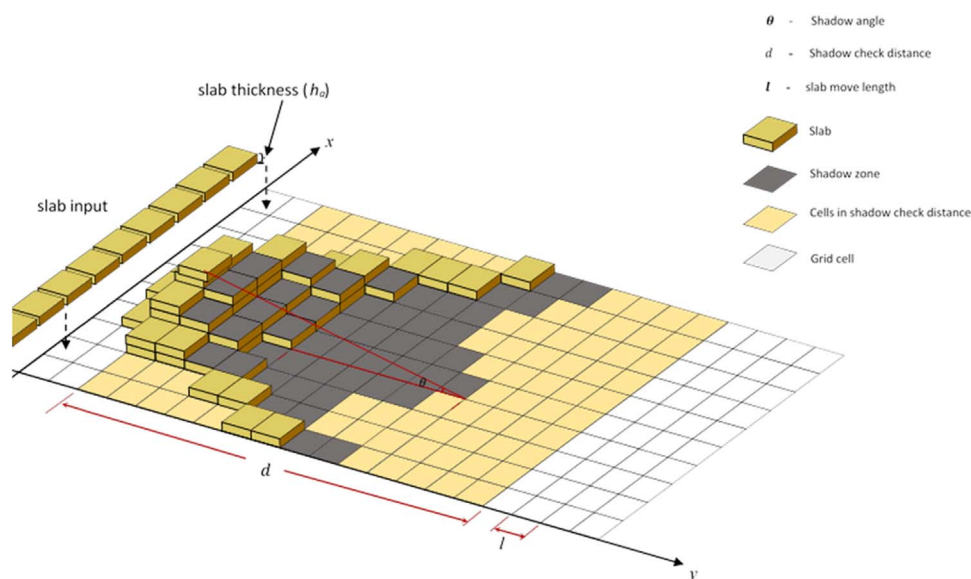 θ - Shadow angle
d - Shadow check distance
l - slab move length
Slab
Shadow zone
Cells in shadow check distance
Grid cell
slab thickness (hₐ)
x
slab input
θ
d
l
y